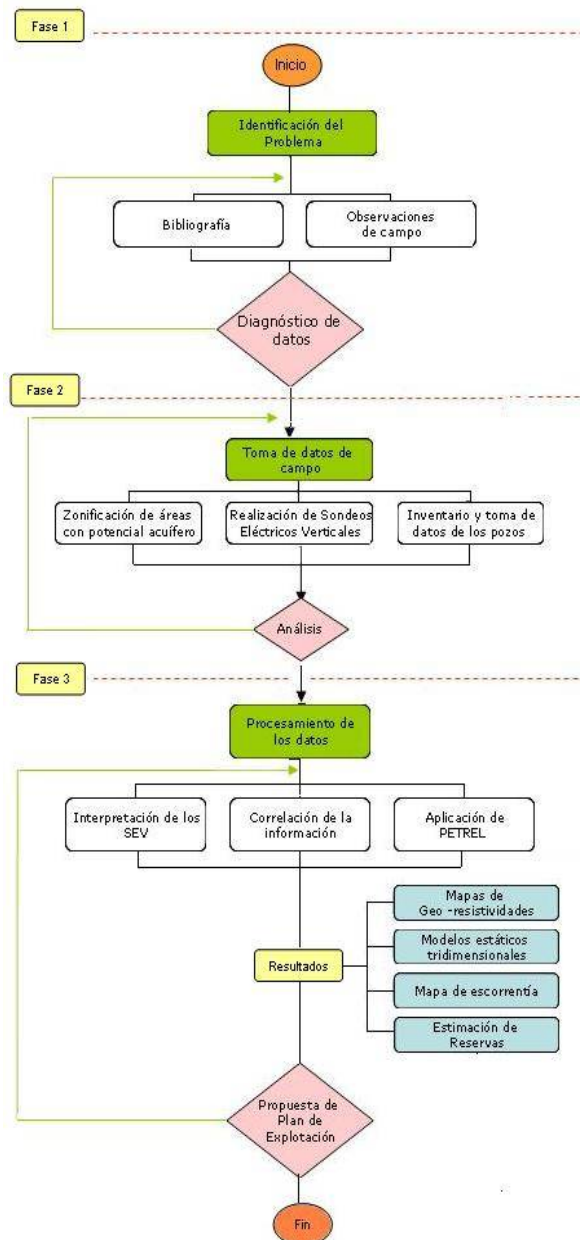 Fase 1
Inicio
Identificación del
Problema
Bibliografía
Observaciones
de campo
Diagnóstico de
datos
Fase 2
Toma de datos de
campo
Zonificación de áreas
con potencial acuífero
Realización de Sondeos
Eléctricos Verticales
Inventario y toma de
datos de los pozos
Análisis
Fase 3
Procesamiento de
los datos
Interpretación de los
SEV
Correlación de la
información
Aplicación de
PETREL
Resultados
Mapas de
Geo -resistividades
Modelos estáticos
tridimensionales
Mapa de escorrentía
Estimación de
Reservas
Propuesta de
Plan de
Explotación
Fin